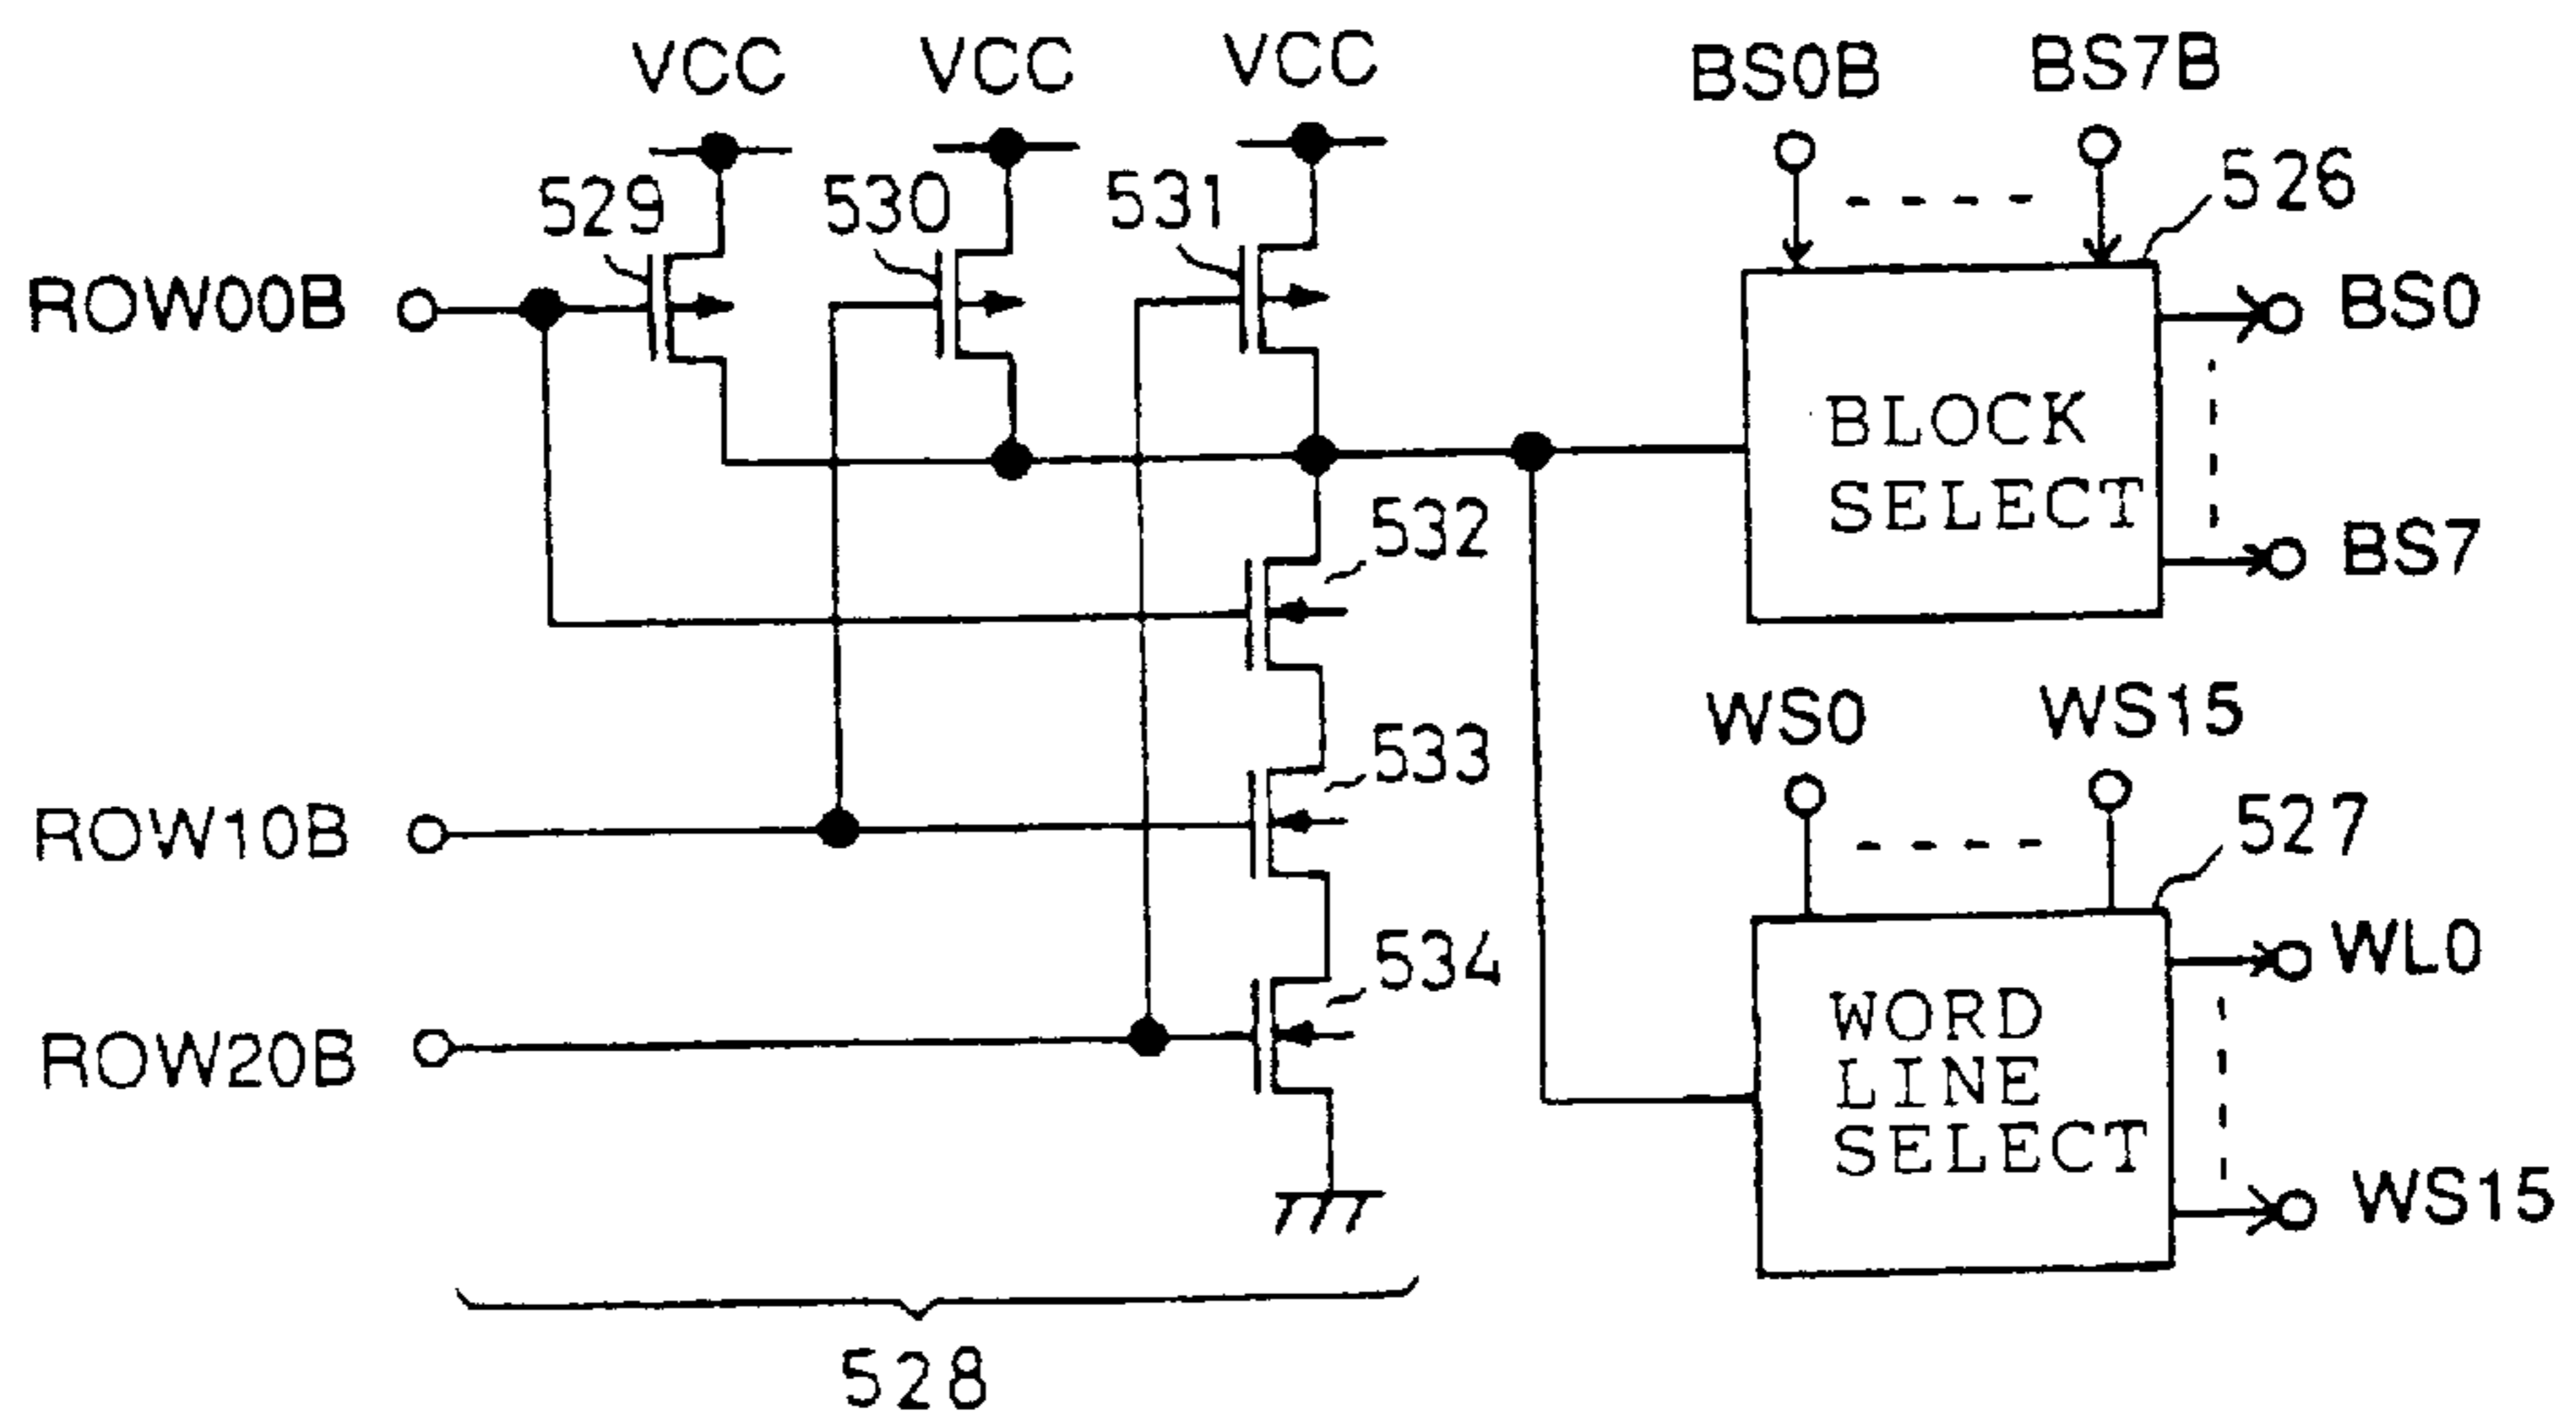 VCC VCC VCC BS0B BS7B
529 530 531 526
ROW00B BS0
BLOCK
SELECT
532 BS7
WS0 WS15
533
ROW10B 527
534 WL0
WORD
LINE
SELECT
ROW20B
WS15
528